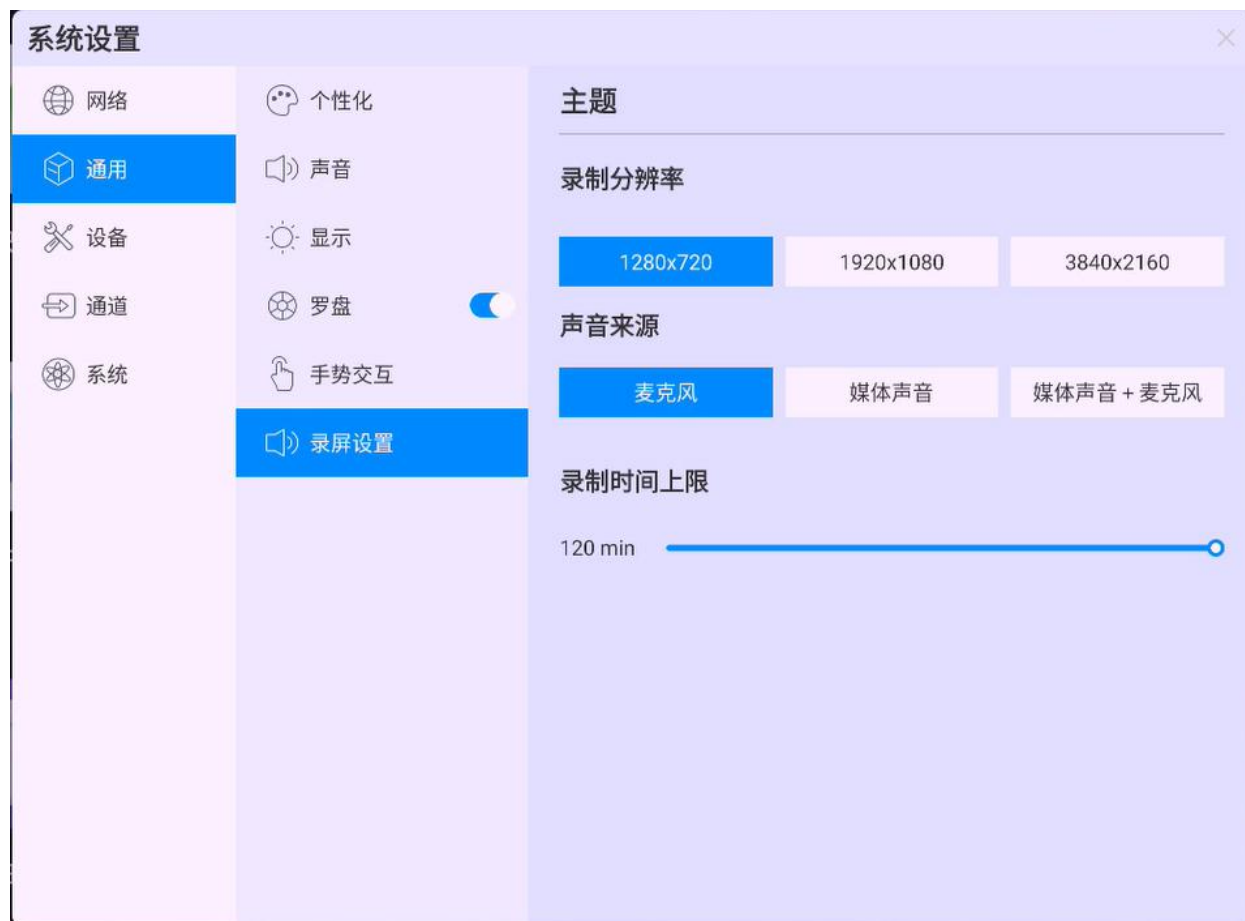 系统设置
网络
通用
设备
通道
系统
个性化
声音
显示
罗盘
手势交互
录屏设置
主题
录制分辨率
1280x720 1920x1080 3840x2160
声音来源
麦克风 媒体声音 媒体声音 + 麦克风
录制时间上限
120 min